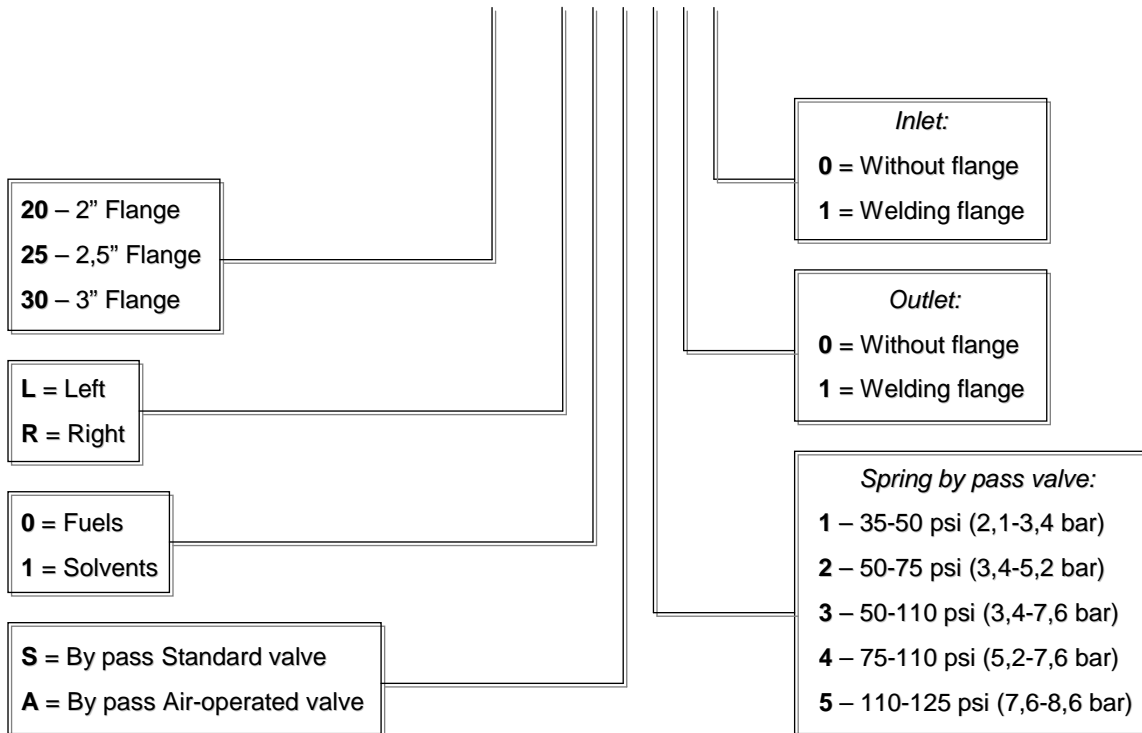 20 – 2” Flange
25 – 2,5” Flange
30 – 3” Flange
L = Left
R = Right
0 = Fuels
1 = Solvents
S = By pass Standard valve
A = By pass Air-operated valve
Inlet:
0 = Without flange
1 = Welding flange
Outlet:
0 = Without flange
1 = Welding flange
Spring by pass valve:
1 – 35-50 psi (2,1-3,4 bar)
2 – 50-75 psi (3,4-5,2 bar)
3 – 50-110 psi (3,4-7,6 bar)
4 – 75-110 psi (5,2-7,6 bar)
5 – 110-125 psi (7,6-8,6 bar)